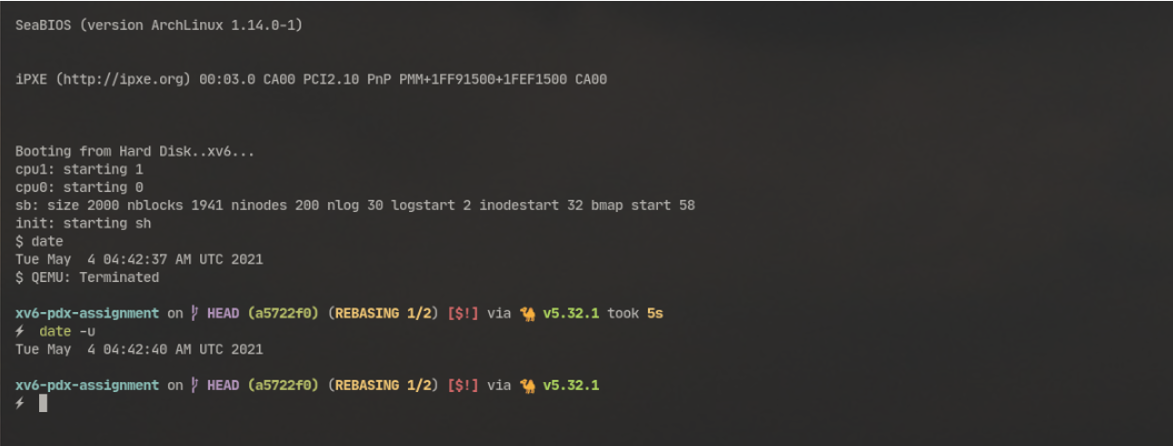 SeaBIOS (version ArchLinux 1.14.0-1)
iPXE (http://ipxe.org) 00:03.0 CA00 PCI2.10 PnP PMM+1FF91500+1FEF1500 CA00
Booting from Hard Disk..xv6...
cpu1: starting 1
cpu0: starting 0
sb: size 2000 nblocks 1941 ninodes 200 nlog 30 logstart 2 inodestart 32 bmap start 58
init: starting sh
$ date
Tue May  4 04:42:37 AM UTC 2021
$ QEMU: Terminated
xv6-pdx-assignment on HEAD (a5722f0) (REBASING 1/2) [$!] via 🐪 v5.32.1 took 5s
⚡ date -u
Tue May  4 04:42:40 AM UTC 2021
xv6-pdx-assignment on HEAD (a5722f0) (REBASING 1/2) [$!] via 🐪 v5.32.1
⚡